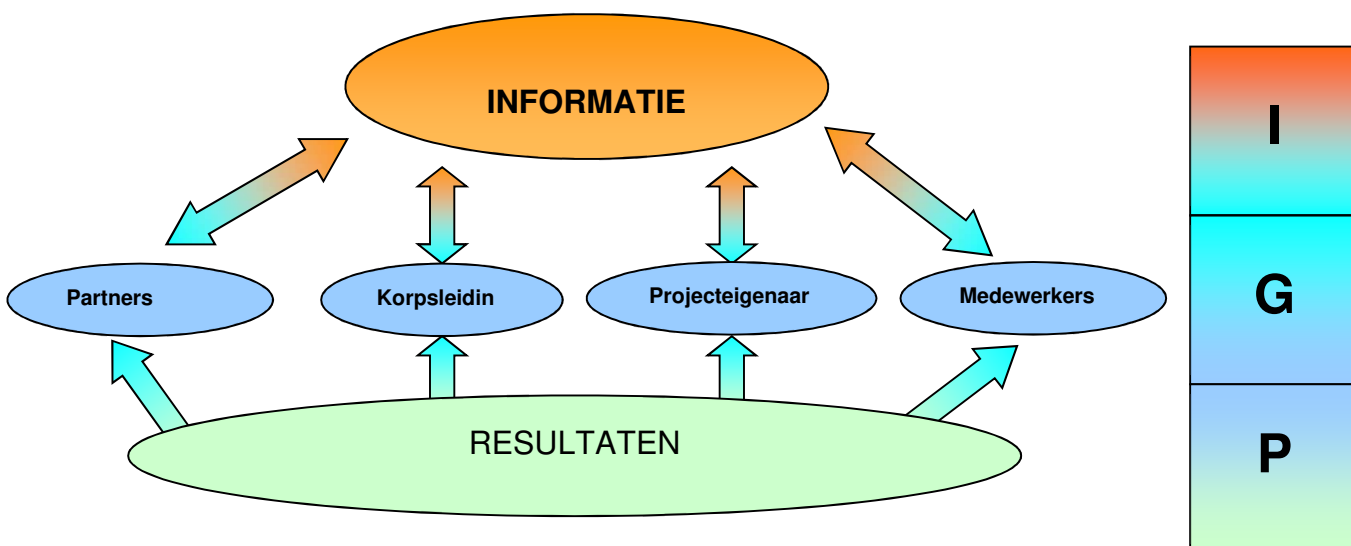 INFORMATIE
I
Partners
Korpsleidin
Projecteigenaar
Medewerkers
G
RESULTATEN
P